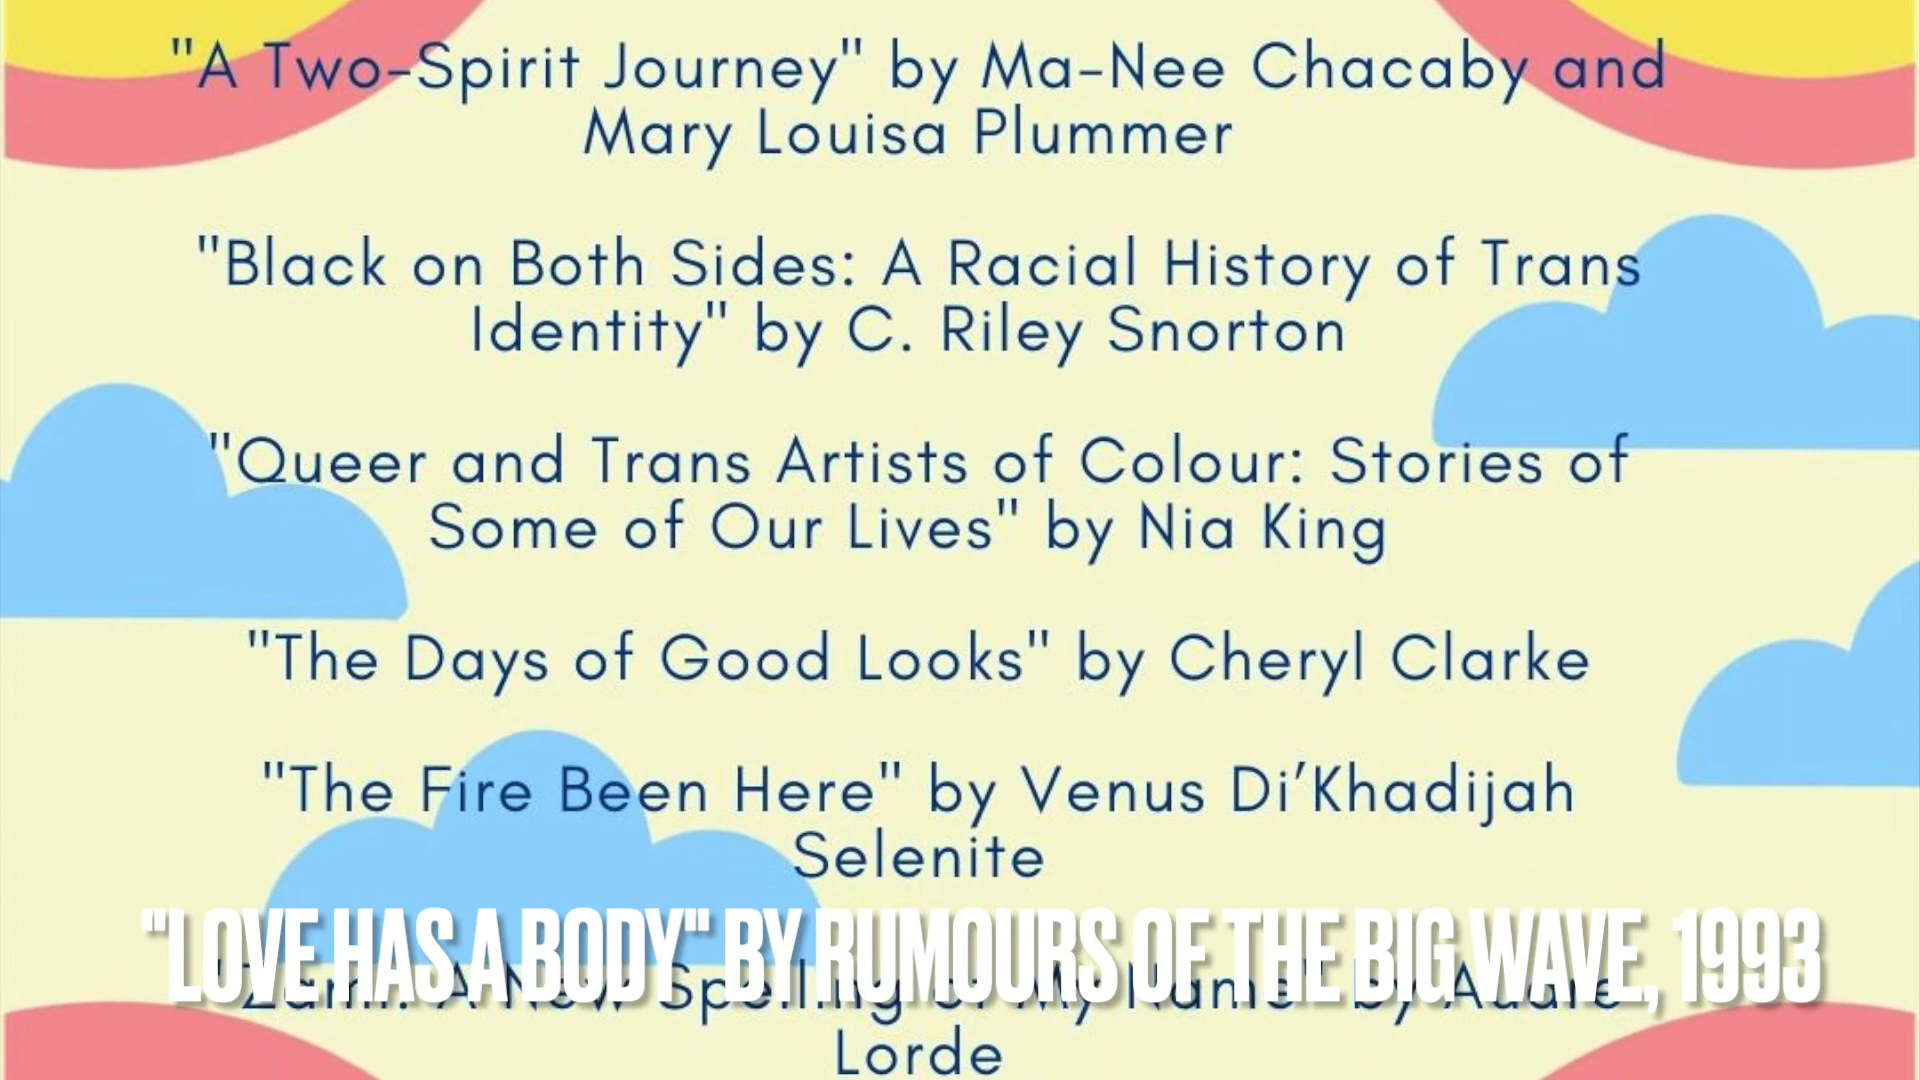 "A Two-Spirit Journey" by Ma-Nee Chacaby and
Mary Louisa Plummer
"Black on Both Sides: A Racial History of Trans
Identity" by C. Riley Snorton
"Queer and Trans Artists of Colour: Stories of
Some of Our Lives" by Nia King
"The Days of Good Looks" by Cheryl Clarke
"The Fire Been Here" by Venus Di’Khadijah
Selenite
"LOVE HAS A BODY" BY RUMOURS OF THE BIG WAVE, 1993
"Zami: A New Spelling of My Name" by Audre
Lorde